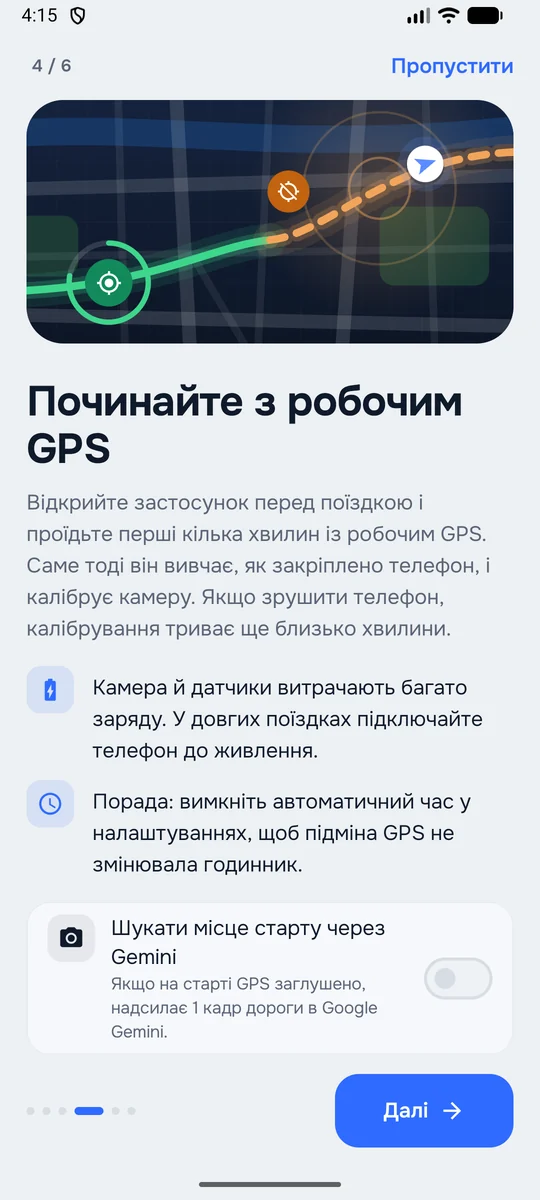 4:15
4 / 6
Пропустити
Починайте з робочим
GPS
Відкрийте застосунок перед поїздкою і
проїдьте перші кілька хвилин із робочим GPS.
Саме тоді він вивчає, як закріплено телефон, і
калібрує камеру. Якщо зрушити телефон,
калібрування триває ще близько хвилини.
Камера й датчики витрачають багато
заряду. У довгих поїздках підключайте
телефон до живлення.
Порада: вимкніть автоматичний час у
налаштуваннях, щоб підміна GPS не
змінювала годинник.
Шукати місце старту через
Gemini
Якщо на старті GPS заглушено,
надсилає 1 кадр дороги в Google
Gemini.
Далі